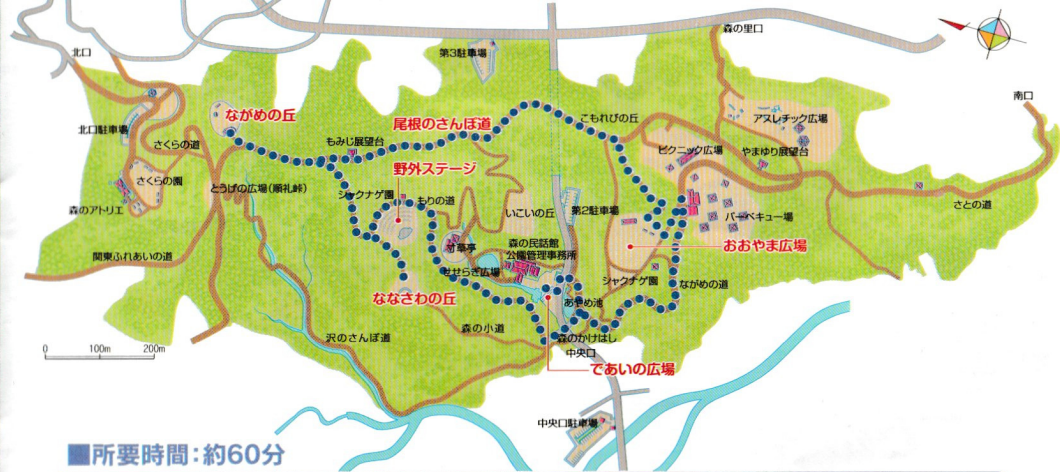 森の里口
北口
第3駐車場
南口
ながめの丘
尾根のさんぽ道
こもれびの丘
アスレチック広場
北口駐車場
さくらの道
もみじ展望台
ピクニック広場
やまゆり展望台
野外ステージ
さくらの園
とうげの広場(順礼峠)
シャクナゲ園
もりの道
いこいの丘
第2駐車場
バーベキュー場
さとの道
森のアトリエ
おおやま広場
森の民話館
公園管理事務所
関東ふれあいの道
せせらぎ広場
シャクナゲ園
ながめの道
ななさわの丘
あやめ池
森の小道
沢のさんぽ道
森のかけはし
中央口
0 100m 200m
であいの広場
中央口駐車場
■所要時間:約60分